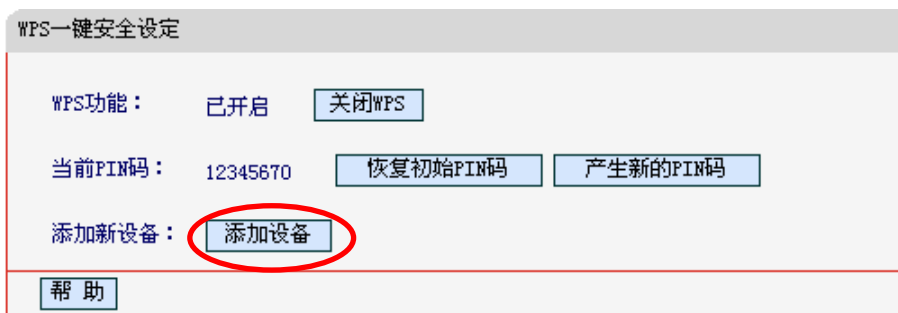 WPS一键安全设定
WPS功能： 已开启 关闭WPS
当前PIN码： 12345670 恢复初始PIN码 产生新的PIN码
添加新设备： 添加设备
帮 助